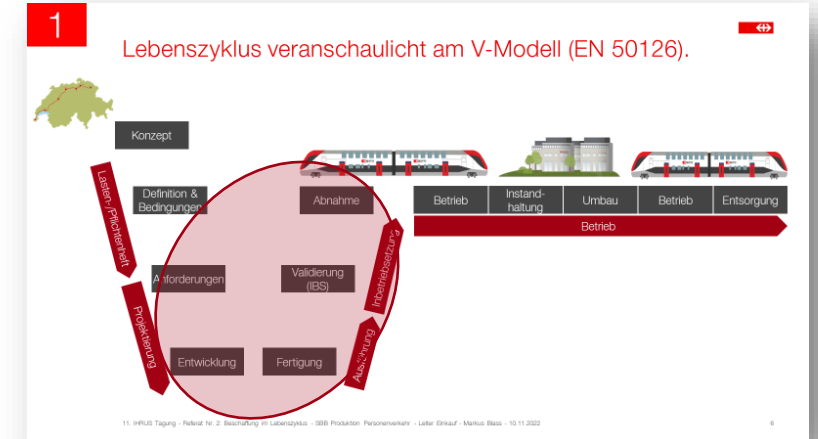 1
Lebenszyklus veranschaulicht am V-Modell (EN 50126).
Konzept
Lasten-/Pflichtenheft
Definition &
Bedingungen
Abnahme
Betrieb
Instand-
haltung
Umbau
Betrieb
Entsorgung
Betrieb
Anforderungen
Validierung
(IBS)
Inbetriebsetzung
Projektierung
Entwicklung
Fertigung
Ausführung
11. IHRUS Tagung - Referat Nr. 2: Beschaffung im Lebenszyklus - SBB Produktion Personenverkehr - Leiter Einkauf - Markus Blass - 10.11.2022
6